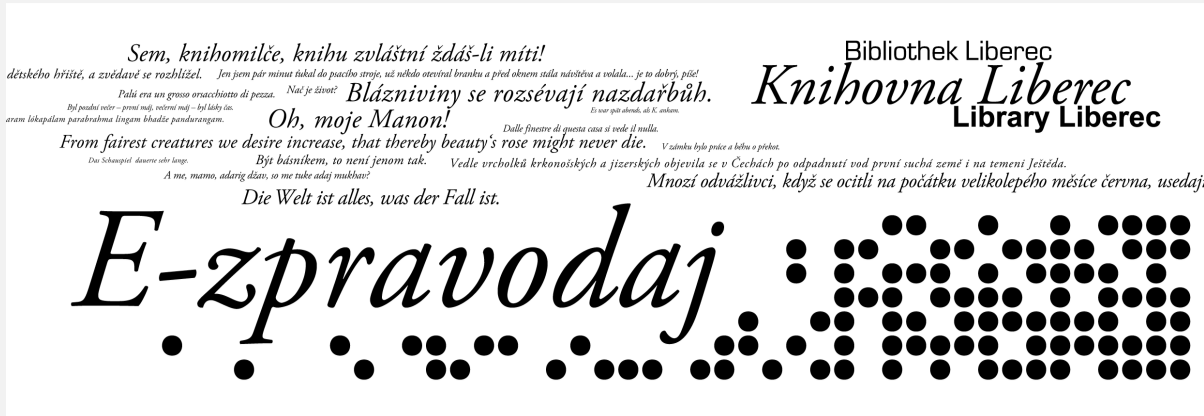 Sem, knihomilče, knihu zvláštní ždáš-li míti!
Bibliothek Liberec
Knihovna Liberec
Library Liberec
dětského hřiště, a zvědavé se rozhlížel.
Jen jsem pár minut ťukal do psacího stroje, už někdo otevíral branku a před oknem stála návštěva a volala... je to dobrý, píše!
Palú era un grosso orsacchiotto di pezza.
Nač je život?
Blázniviny se rozsévají nazdařbůh.
Byl pozdní večer – první máj, večerní máj – byl lásky čas.
Es war spät abends, als K. ankam.
aram lókapálam parabrahma lingam bhadže pandurangam.
Oh, moje Manon!
Dalle finestre di questa casa si vede il nulla.
From fairest creatures we desire increase, that thereby beauty's rose might never die.
V zámku bylo práce a běhu o překot.
Das Schauspiel dauerte sehr lange.
Být básníkem, to není jenom tak.
Vedle vrcholků krkonošských a jizerských objevila se v Čechách po odpadnutí vod první suchá země i na temeni Ještěda.
A me, mamo, adarig džav, so me tuke adaj mukhav?
Mnozí odvážlivci, když se ocitli na počátku velikolepého měsíce června, usedaj
Die Welt ist alles, was der Fall ist.
E-zpravodaj